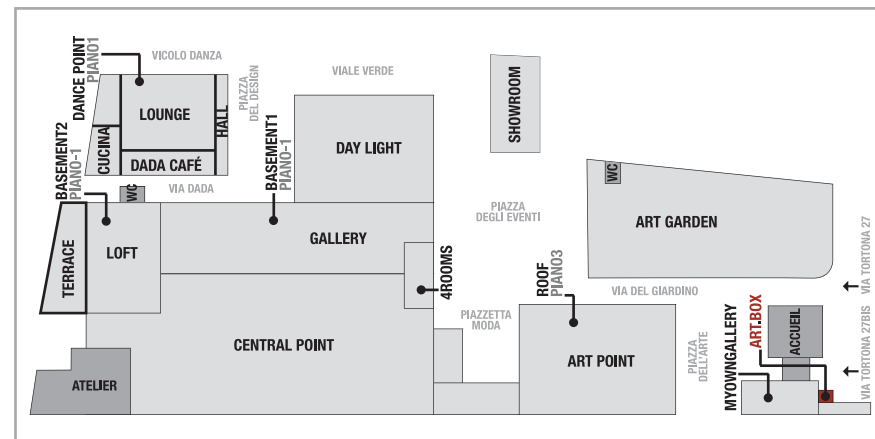 DANCE POINT
PIANO1
VICOLO DANZA
PIAZZA
DEL DESIGN
VIALE VERDE
SHOWROOM
LOUNGE
HALL
CUCINA
DADA CAFÉ
BASEMENT2
PIANO-1
WC
VIA DADA
BASEMENT1
PIANO-1
DAY LIGHT
WC
PIAZZA
DEGLI EVENTI
ART GARDEN
TERRACE
LOFT
GALLERY
4ROOMS
ROOF
PIANO3
VIA DEL GIARDINO
VIA TORTONA 27
PIAZZETTA
MODA
CENTRAL POINT
ART POINT
PIAZZA
DELL'ARTE
MYOWNGALLERY
ART.BOX
ACCUEIL
VIA TORTONA 27BIS
ATELIER